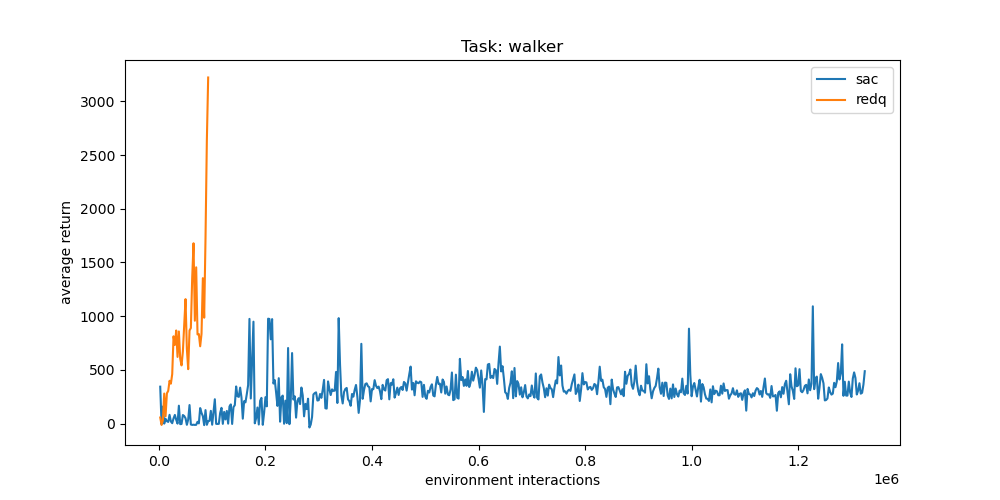 Task: walker
sac
redq
average return
3000
2500
2000
1500
1000
500
0
0.0 0.2 0.4 0.6 0.8 1.0 1.2
1e6
environment interactions